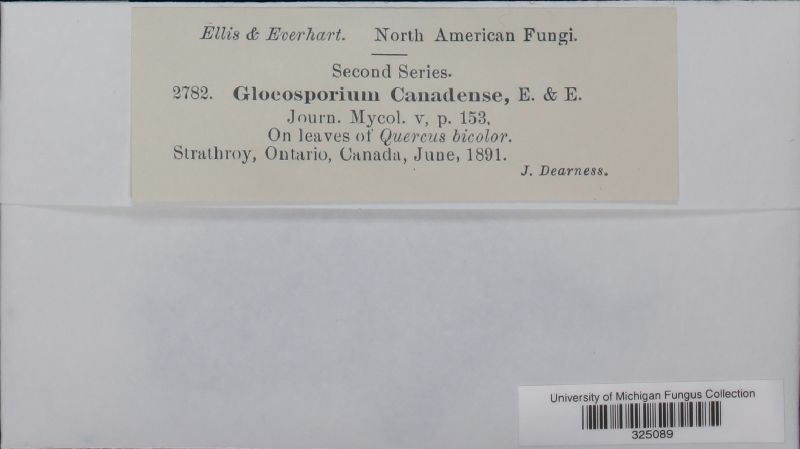 Ellis & Everhart. North American Fungi.
Second Series.
2782. Gloeosporium Canadense, E. & E.
Journ. Mycol. v, p. 153.
On leaves of Quercus bicolor.
Strathroy, Ontario, Canada, June, 1891.
J. Dearness.
University of Michigan Fungus Collection
325089